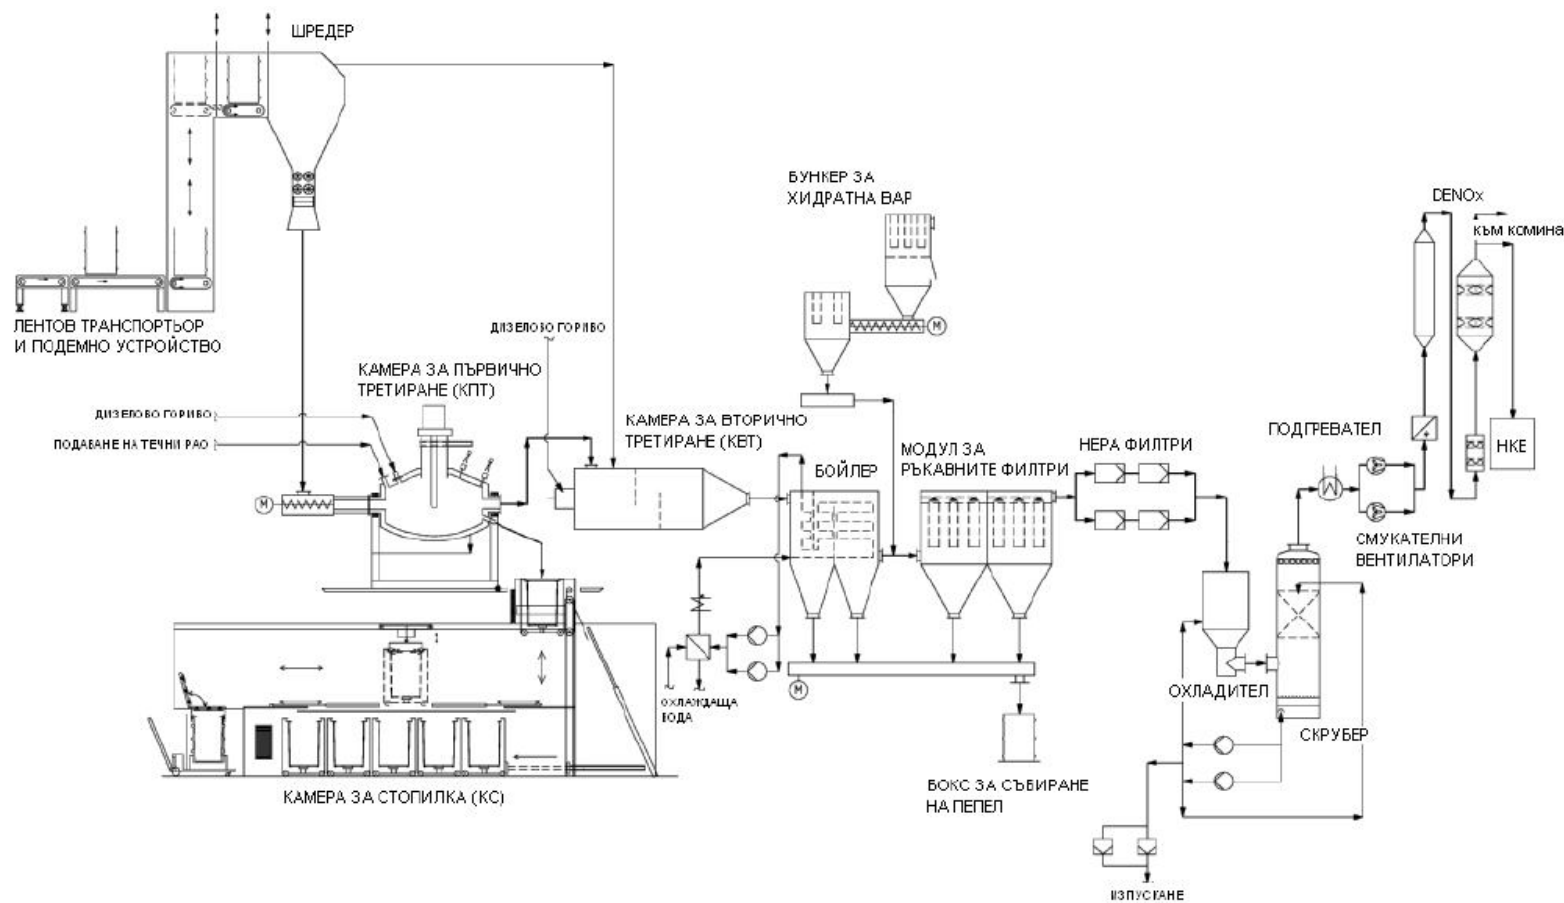 ШРЕДЕР
ЛЕНТОВ ТРАНСПОРТЬОР
И ПОДЕМНО УСТРОЙСТВО
БУНКЕР ЗА
ХИДРАТНА ВАР
M
ДИЗЕЛОВО ГОРИВО
КАМЕРА ЗА ПЪРВИЧНО
ТРЕТИРАНЕ (КПТ)
ДИЗЕЛОВО ГОРИВО
ПОДАВАНЕ НА ТЕЧНИ РАО
M
КАМЕРА ЗА ВТОРИЧНО
ТРЕТИРАНЕ (КВТ)
БОЙЛЕР
МОДУЛ ЗА
РЪКАВНИТЕ ФИЛТРИ
НЕРА ФИЛТРИ
ПОДГРЕВАТЕЛ
DENOx
към комина
НКЕ
СМУКАТЕЛНИ
ВЕНТИЛАТОРИ
ОХЛАДИТЕЛ
СКРУБЕР
ОХЛАЖДАЩА
ВОДА
M
БОКС ЗА СЪБИРАНЕ
НА ПЕПЕЛ
КАМЕРА ЗА СТОПИЛКА (КС)
ИЗПУСКАНЕ